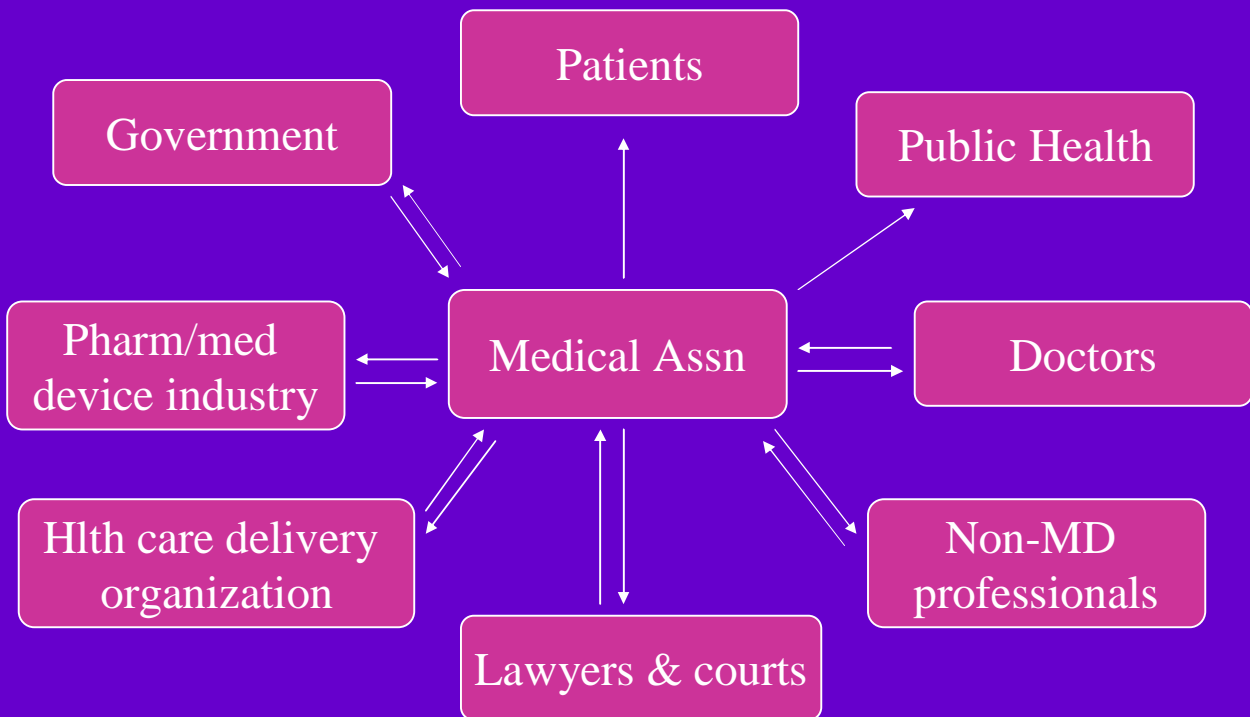 Patients
Government
Public Health
Pharm/med
device industry
Medical Assn
Doctors
Hlth care delivery
organization
Non-MD
professionals
Lawyers & courts